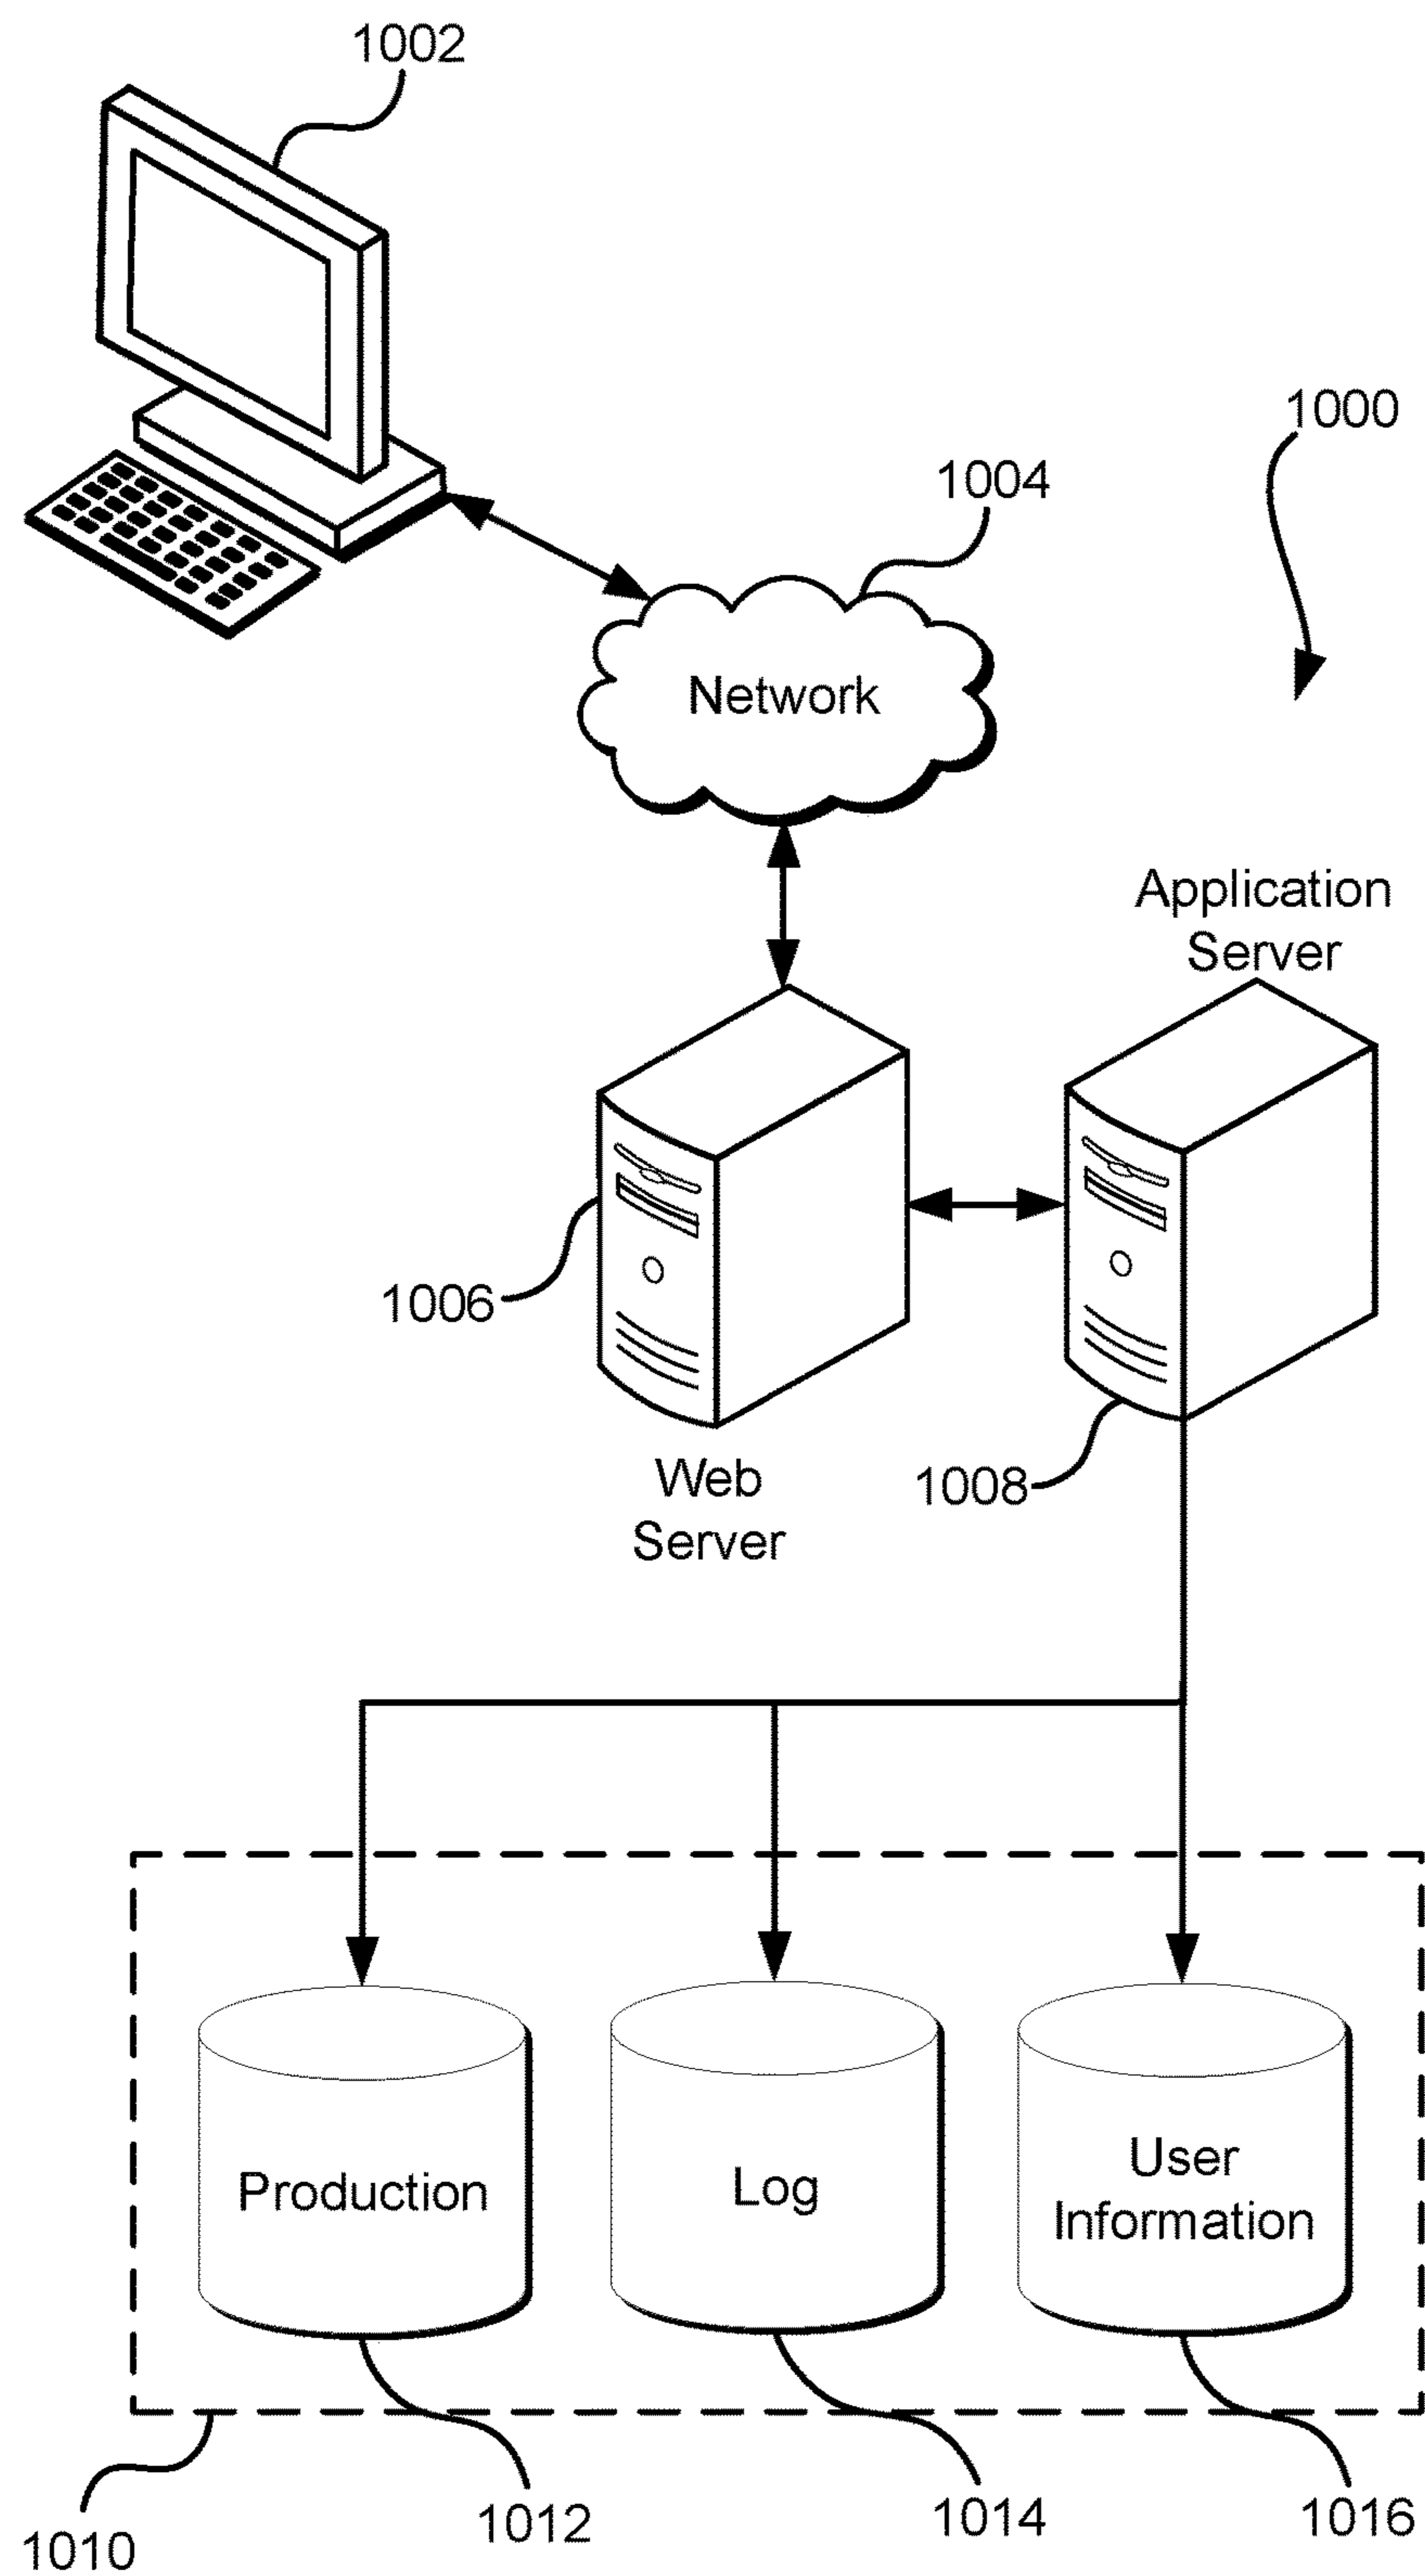 1002
1000
1004
Network
Application
Server
1006
Web
Server
1008
Production
Log
User
Information
1010
1012
1014
1016